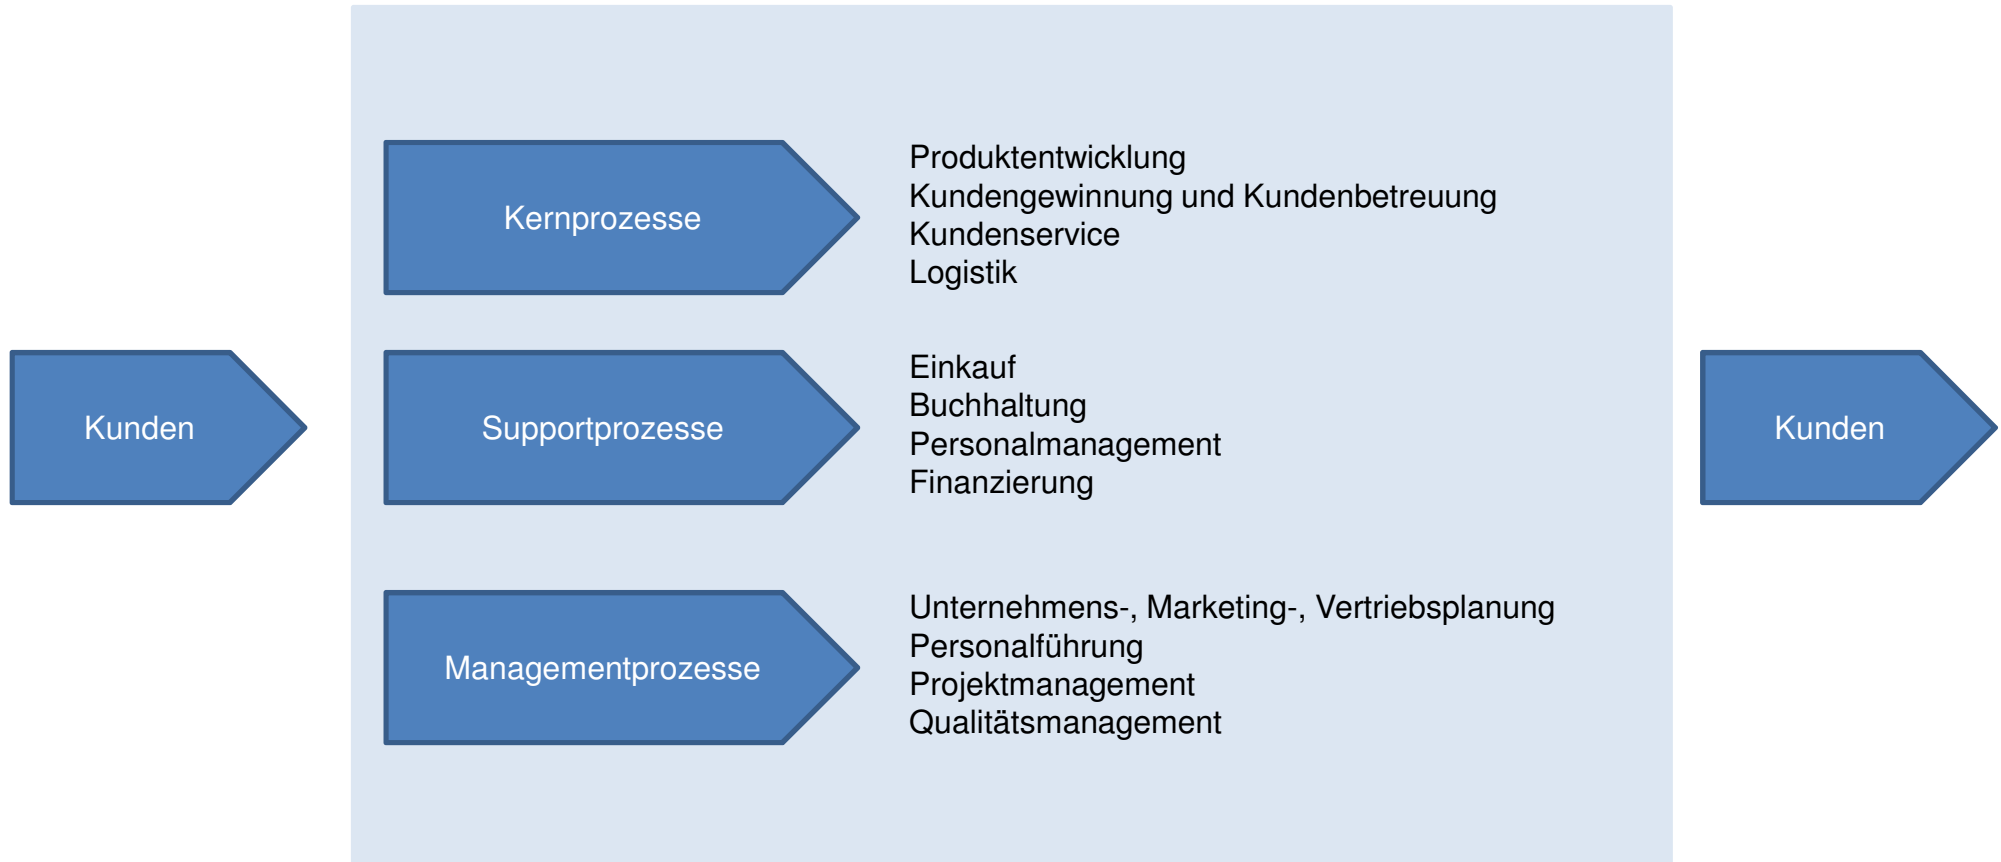 Kunden
Kernprozesse
Produktentwicklung
Kundengewinnung und Kundenbetreuung
Kundenservice
Logistik
Supportprozesse
Einkauf
Buchhaltung
Personalmanagement
Finanzierung
Managementprozesse
Unternehmens-, Marketing-, Vertriebsplanung
Personalführung
Projektmanagement
Qualitätsmanagement
Kunden